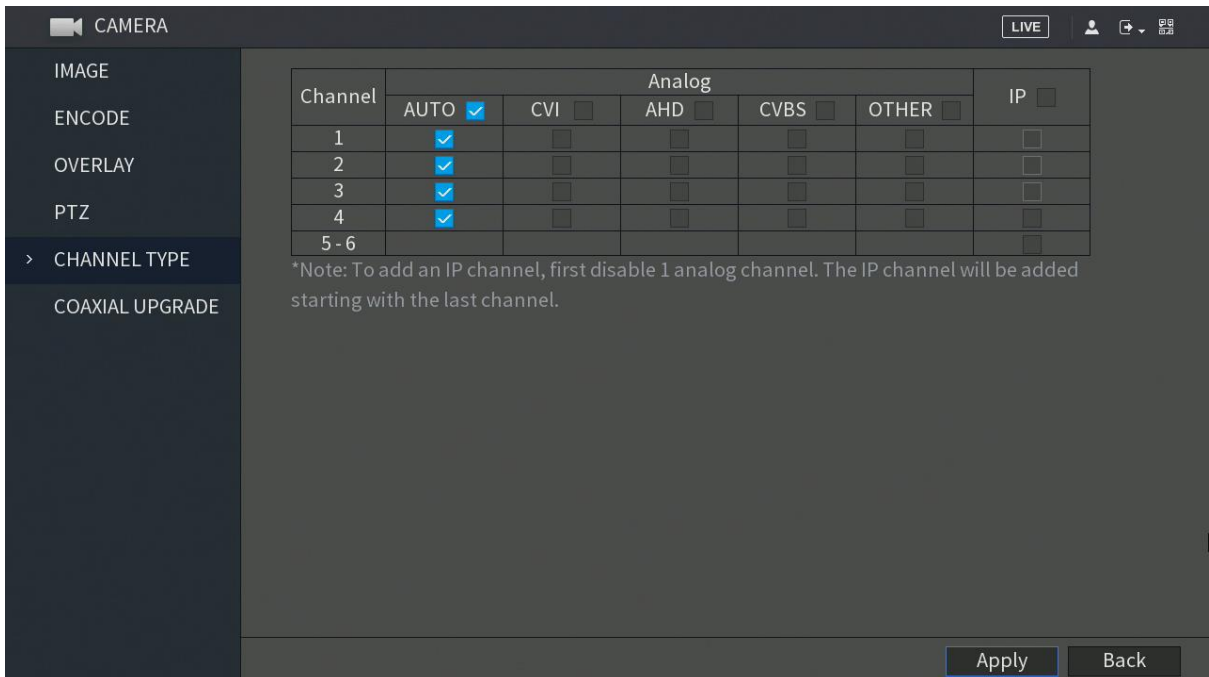 CAMERA
LIVE
IMAGE
ENCODE
OVERLAY
PTZ
CHANNEL TYPE
COAXIAL UPGRADE
Channel Analog IP
AUTO CVI AHD CVBS OTHER
1
2
3
4
5 - 6
*Note: To add an IP channel, first disable 1 analog channel. The IP channel will be added
starting with the last channel.
Apply Back